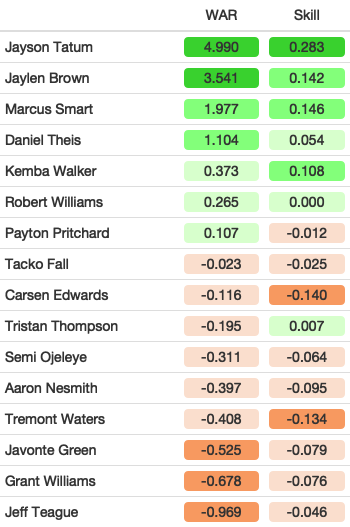 WAR Skill
Jayson Tatum 4.990 0.283
Jaylen Brown 3.541 0.142
Marcus Smart 1.977 0.146
Daniel Theis 1.104 0.054
Kemba Walker 0.373 0.108
Robert Williams 0.265 0.000
Payton Pritchard 0.107 -0.012
Tacko Fall -0.023 -0.025
Carsen Edwards -0.116 -0.140
Tristan Thompson -0.195 0.007
Semi Ojeleye -0.311 -0.064
Aaron Nesmith -0.397 -0.095
Tremont Waters -0.408 -0.134
Javonte Green -0.525 -0.079
Grant Williams -0.678 -0.076
Jeff Teague -0.969 -0.046